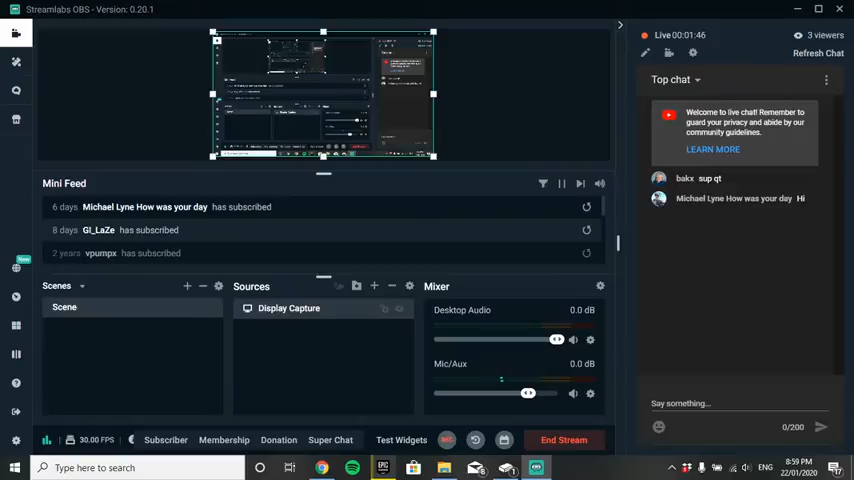 Streamlabs OBS - Version: 0.20.1
Live 00:01:46
3 viewers
Refresh Chat
Top chat
Welcome to live chat! Remember to
guard your privacy and abide by our
community guidelines.
LEARN MORE
bakx sup qt
Michael Lyne How was your day Hi
Mini Feed
6 days Michael Lyne How was your day has subscribed
8 days GI_LaZe has subscribed
2 years vpumpx has subscribed
New
Scenes
Scene
Sources
Display Capture
Mixer
Desktop Audio 0.0 dB
Mic/Aux 0.0 dB
Say something...
0/200
30.00 FPS
Subscriber
Membership
Donation
Super Chat
Test Widgets
REC
End Stream
Type here to search
EPIC
ENG
8:59 PM
22/01/2020